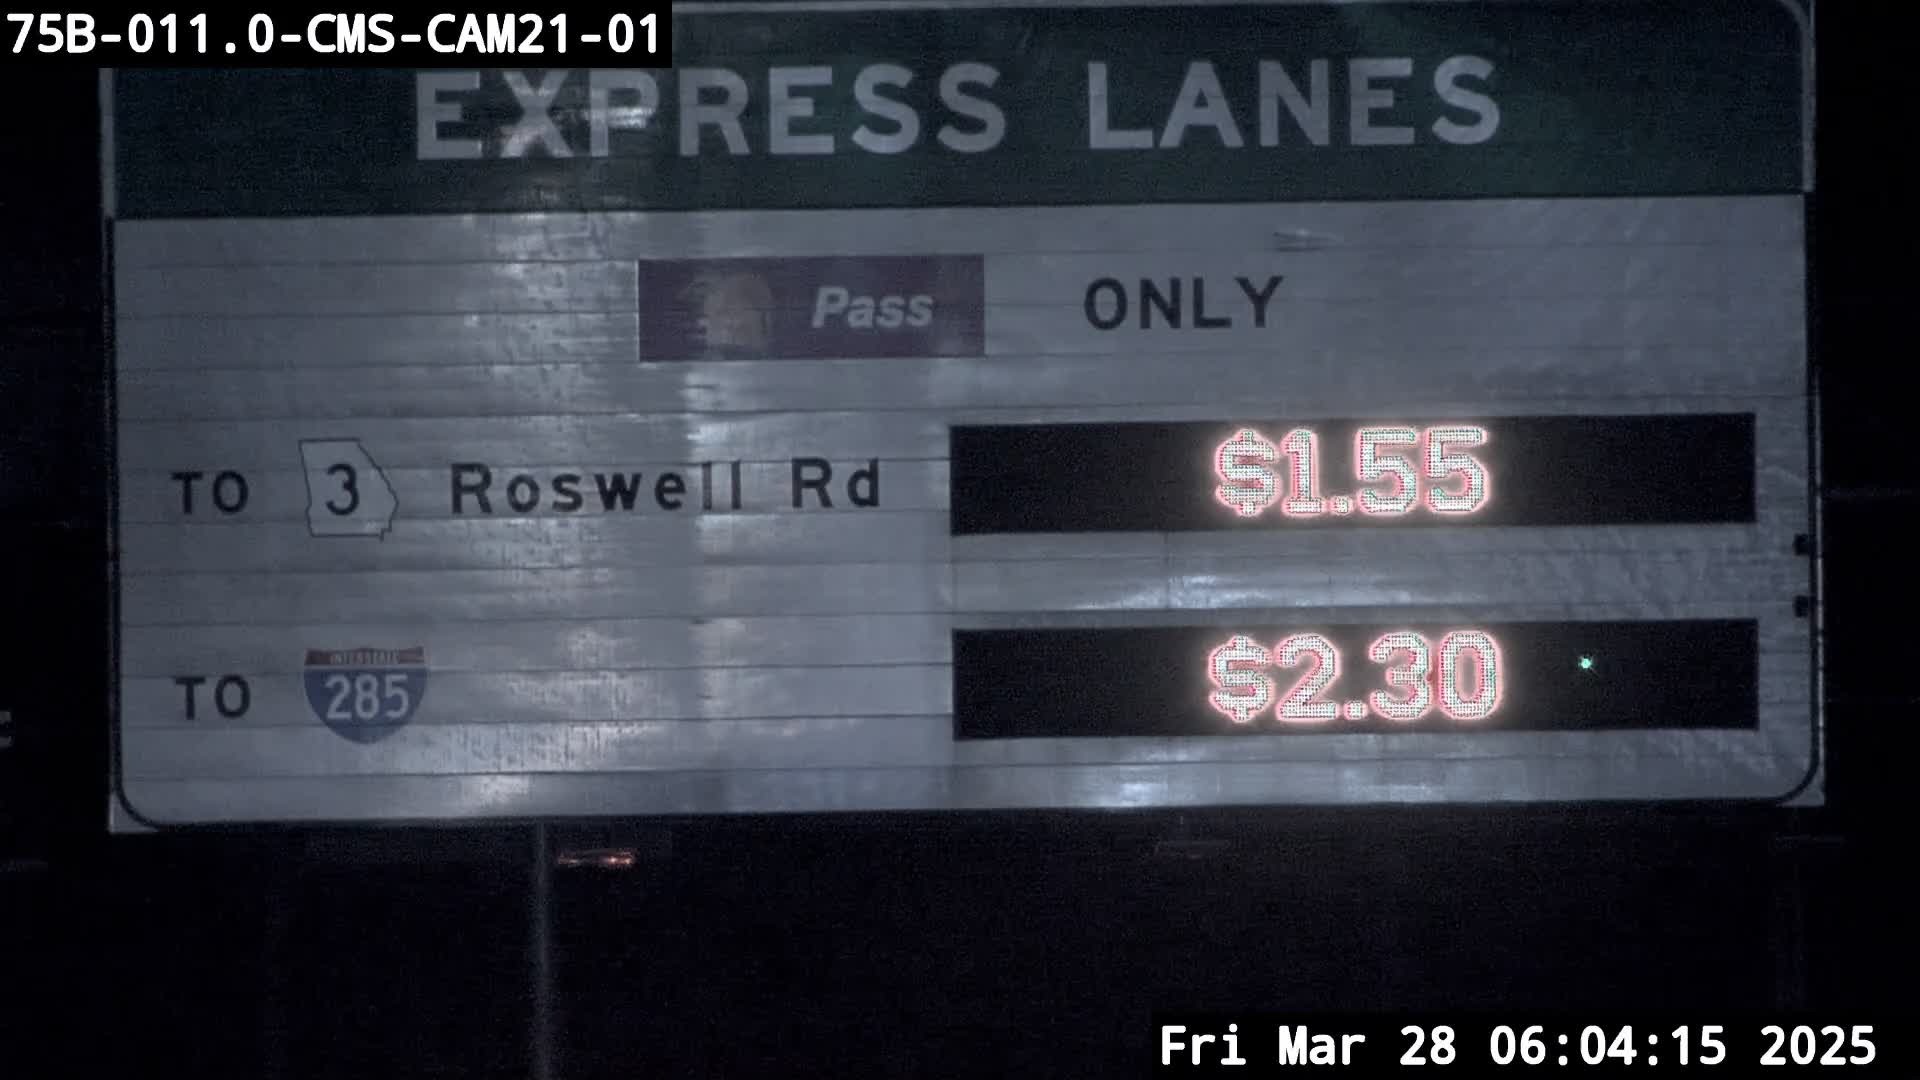 75B-011.0-CMS-CAM21-01
EXPRESS LANES
Pass ONLY
TO 3 Roswell Rd $1.55
INTERSTATE
TO 285 $2.30
Fri Mar 28 06:04:15 2025